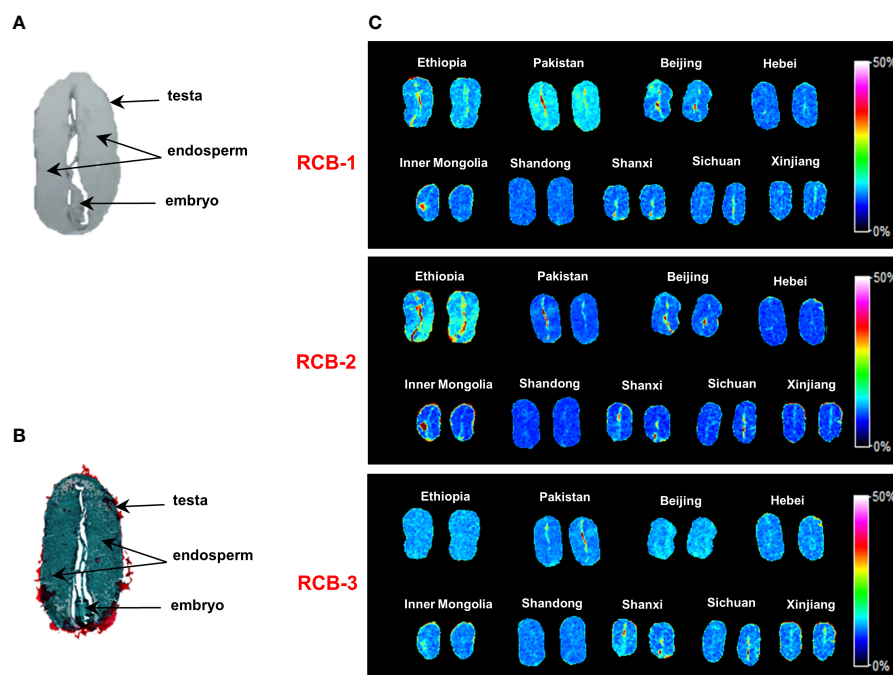 A
testa
endosperm
embryo
B
testa
endosperm
embryo
C
RCB-1
Ethiopia Pakistan Beijing Hebei
Inner Mongolia Shandong Shanxi Sichuan Xinjiang
50%
0%
RCB-2
Ethiopia Pakistan Beijing Hebei
Inner Mongolia Shandong Shanxi Sichuan Xinjiang
50%
0%
RCB-3
Ethiopia Pakistan Beijing Hebei
Inner Mongolia Shandong Shanxi Sichuan Xinjiang
50%
0%